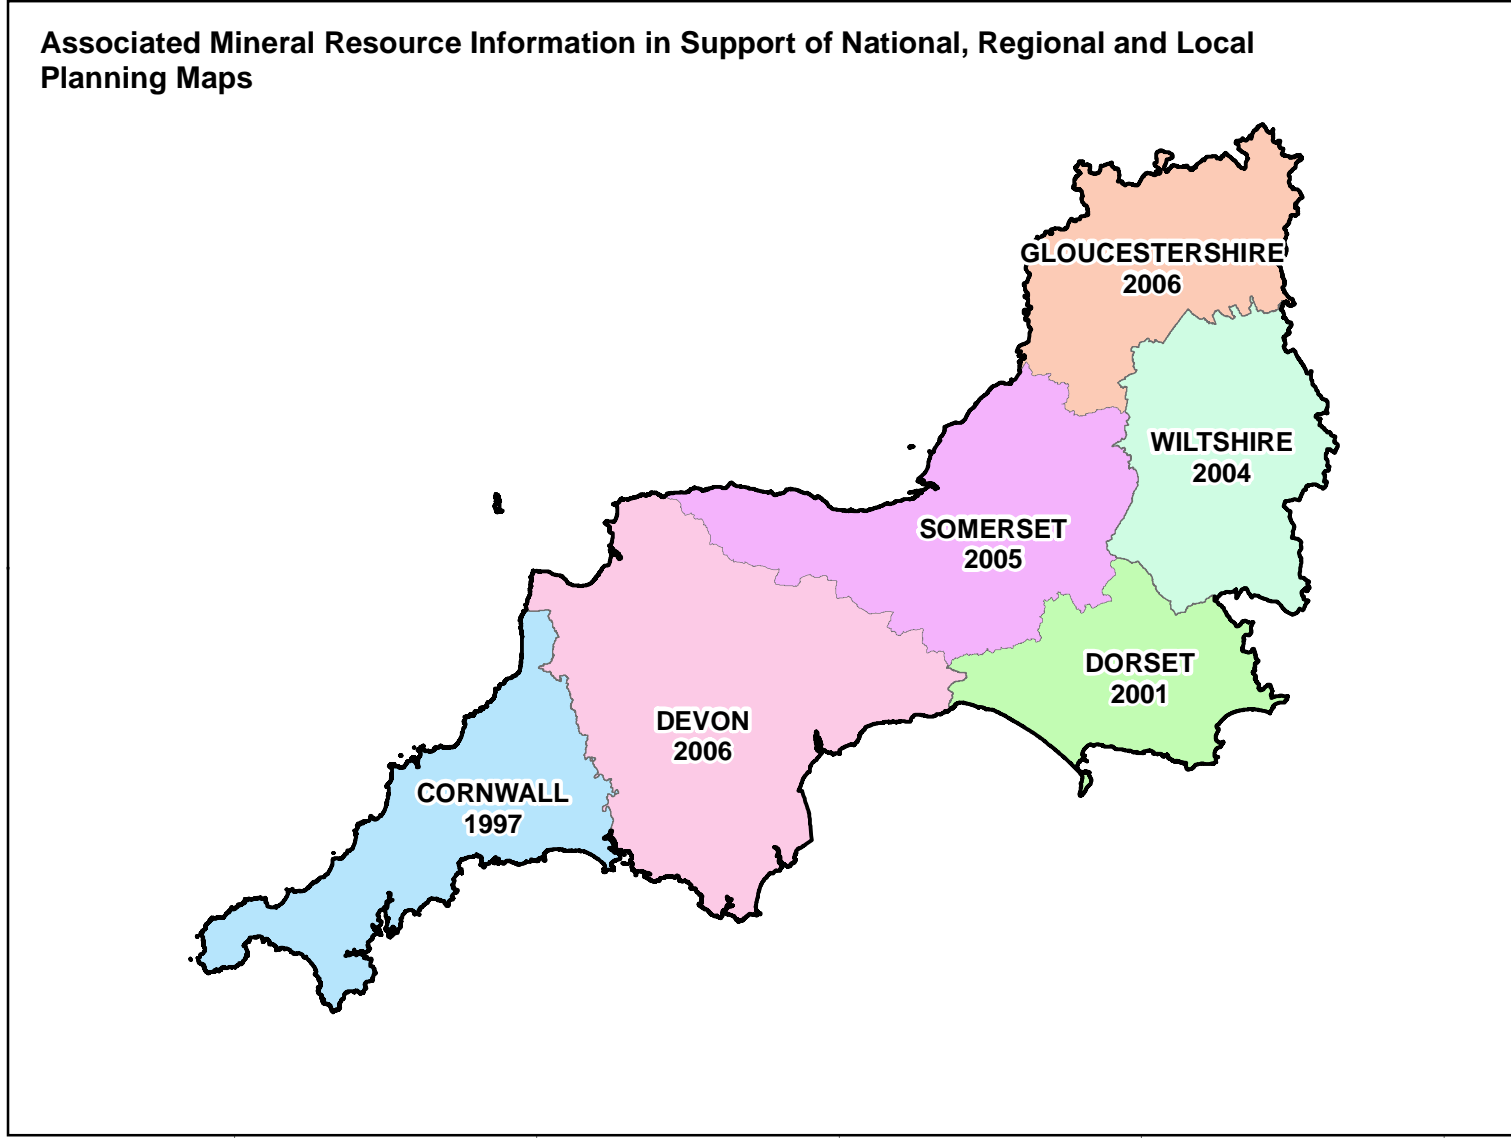 Associated Mineral Resource Information in Support of National, Regional and Local
Planning Maps
GLOUCESTERSHIRE
2006
WILTSHIRE
2004
SOMERSET
2005
DORSET
2001
DEVON
2006
CORNWALL
1997